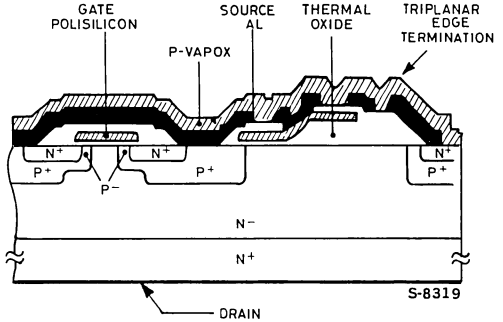 GATE
POLISILICON
SOURCE
AL
THERMAL
OXIDE
TRIPLANAR
EDGE
TERMINATION
P-VAPOX
N+
N+
N+
P+
P−
P+
P+
N−
N+
S-8319
DRAIN